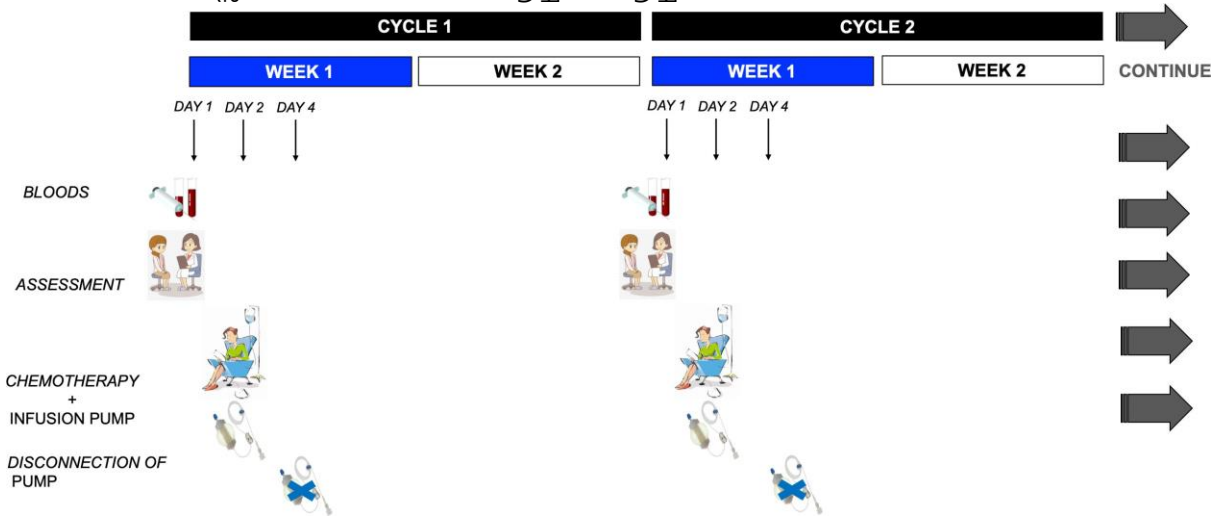 CYCLE 1 CYCLE 2
WEEK 1 WEEK 2 WEEK 1 WEEK 2 CONTINUE
DAY 1 DAY 2 DAY 4 DAY 1 DAY 2 DAY 4
BLOODS
ASSESSMENT
CHEMOTHERAPY
+
INFUSION PUMP
DISCONNECTION OF
PUMP